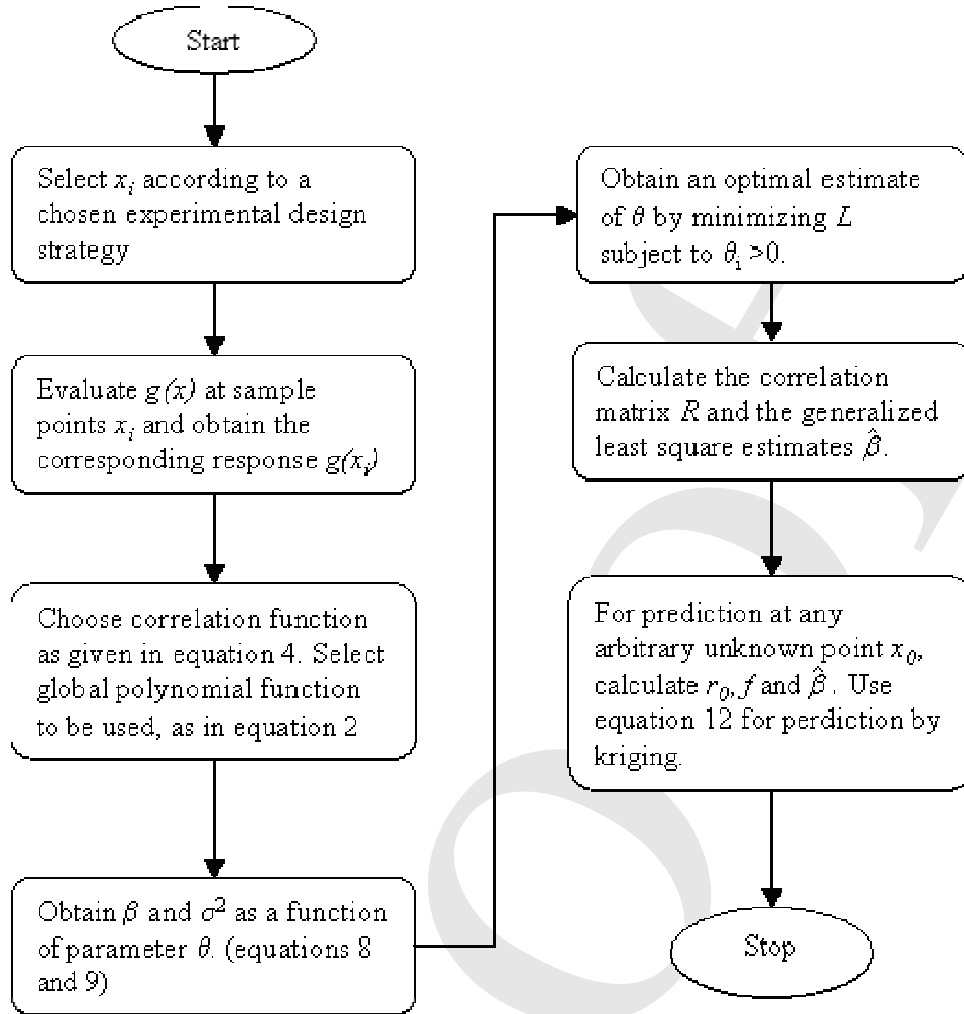 Start
Select x_i according to a
chosen experimental design
strategy
Evaluate g(x) at sample
points x_i and obtain the
corresponding response g(x_i)
Choose correlation function
as given in equation 4. Select
global polynomial function
to be used, as in equation 2
Obtain β and σ² as a function
of parameter θ. (equations 8
and 9)
Obtain an optimal estimate
of θ by minimizing L
subject to θ_i >0.
Calculate the correlation
matrix R and the generalized
least square estimates β̂.
For prediction at any
arbitrary unknown point x_0,
calculate r_0, f and β̂. Use
equation 12 for perdiction by
kriging.
Stop